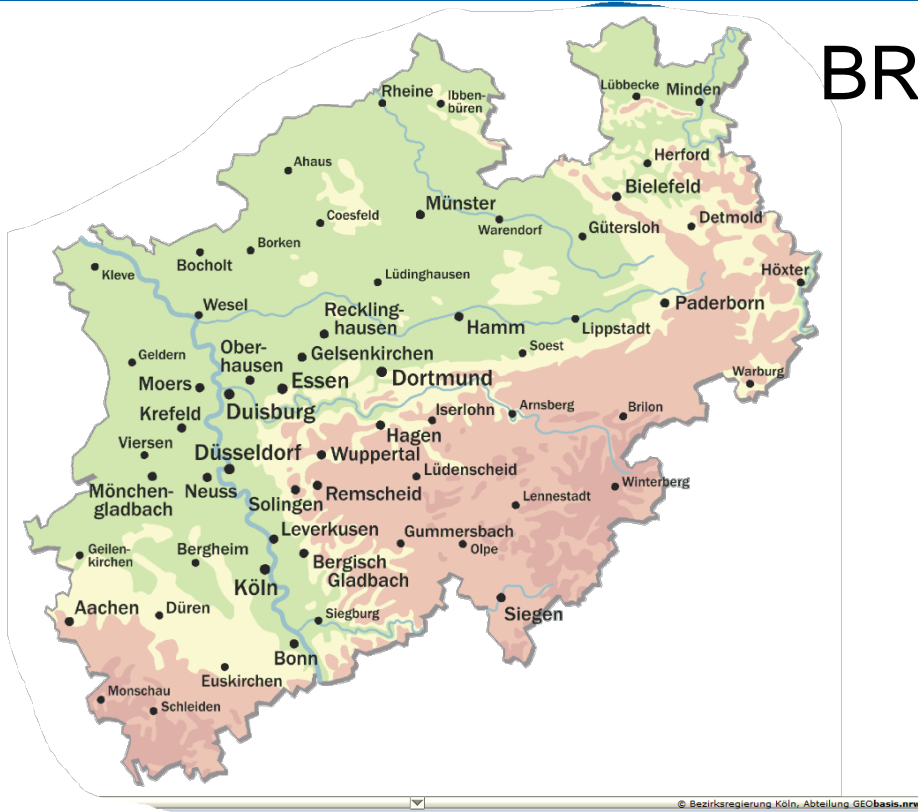 BR
Rheine
Ibben-
büren
Lübbecke
Minden
Ahaus
Herford
Bielefeld
Coesfeld
Münster
Warendorf
Gütersloh
Detmold
Borken
Bocholt
Kleve
Lüdinghausen
Höxter
Wesel
Reckling-
hausen
Hamm
Lippstadt
Paderborn
Geldern
Ober-
hausen
Gelsenkirchen
Soest
Moers
Essen
Dortmund
Warburg
Krefeld
Duisburg
Iserlohn
Arnsberg
Brilon
Viersen
Hagen
Düsseldorf
Wuppertal
Lüdenscheid
Winterberg
Mönchen-
gladbach
Neuss
Solingen
Remscheid
Lennestadt
Leverkusen
Gummersbach
Olpe
Geilen-
kirchen
Bergheim
Bergisch
Gladbach
Köln
Aachen
Düren
Siegburg
Siegen
Bonn
Euskirchen
Monschau
Schleiden
© Bezirksregierung Köln, Abteilung GEObasis.nrw